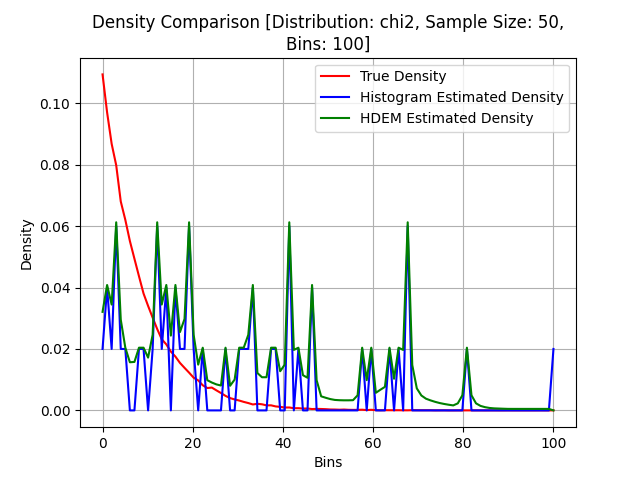 Density Comparison [Distribution: chi2, Sample Size: 50,
Bins: 100]
True Density
Histogram Estimated Density
HDEM Estimated Density
Density
0.10
0.08
0.06
0.04
0.02
0.00
0
20
40
60
80
100
Bins